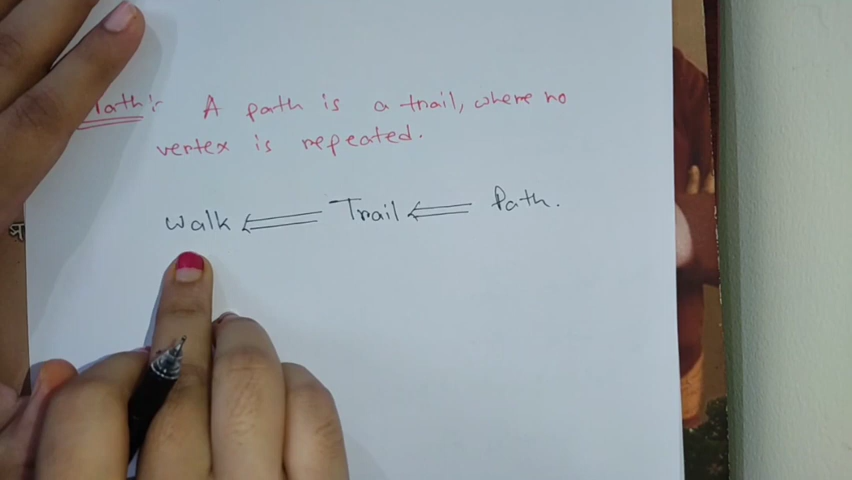 Path :- A path is a trail, where no
vertex is repeated.
Walk ⇐ Trail ⇐ Path.